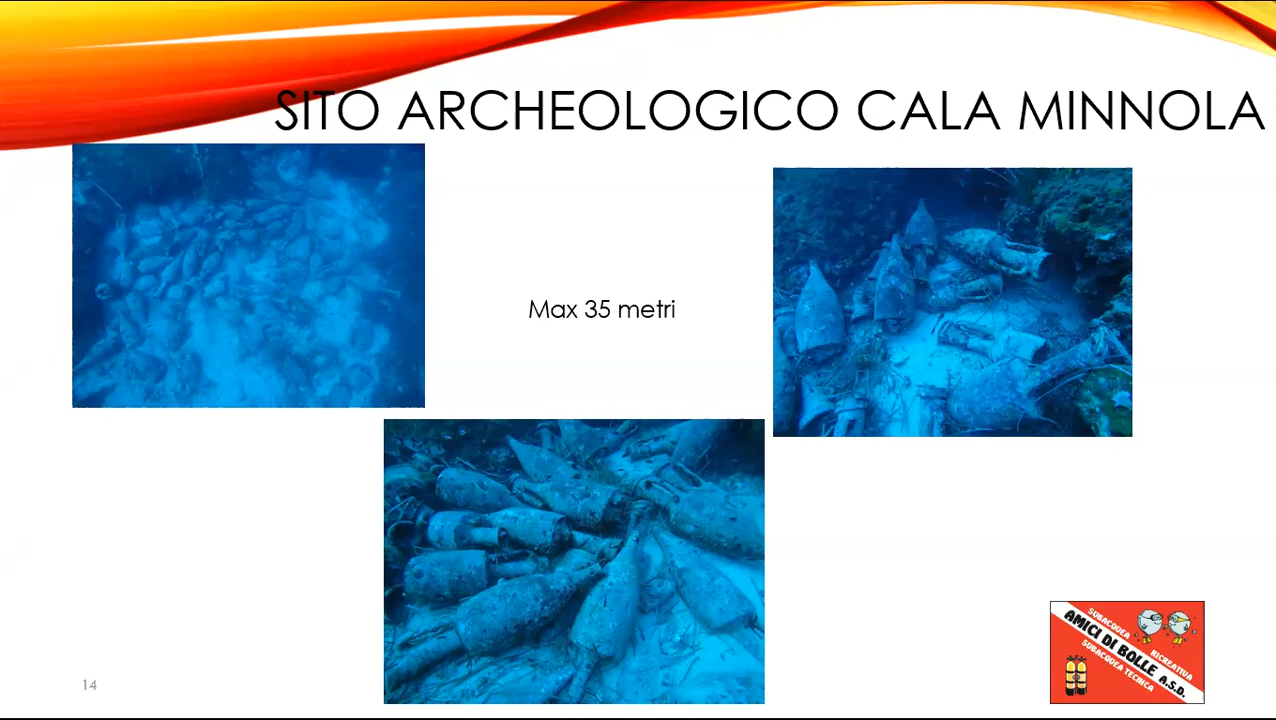 SITO ARCHEOLOGICO CALA MINNOLA
Max 35 metri
SUBACQUEA
RICREATIVA
AMICI DI BOLLE A.S.D.
SUBACQUEA TECNICA
14